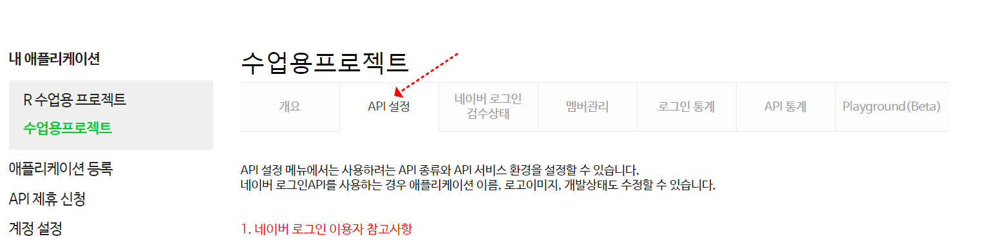 내 애플리케이션
R 수업용 프로젝트
수업용프로젝트
애플리케이션 등록
API 제휴 신청
계정 설정
수업용프로젝트
개요
API 설정
네이버 로그인
검수상태
멤버관리
로그인 통계
API 통계
Playground(Beta)
API 설정 메뉴에서는 사용하려는 API 종류와 API 서비스 환경을 설정할 수 있습니다.
네이버 로그인API를 사용하는 경우 애플리케이션 이름, 로고이미지, 개발상태도 수정할 수 있습니다.
1. 네이버 로그인 이용자 참고사항